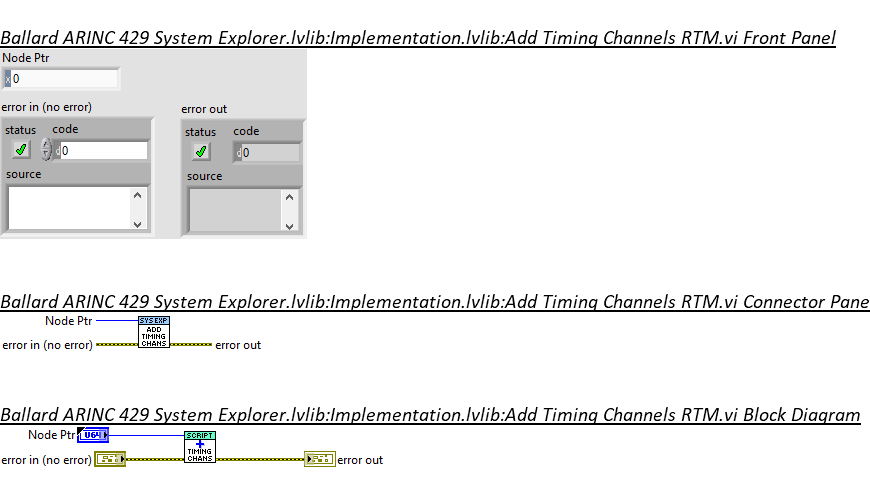 Ballard ARINC 429 System Explorer.lvlib:Implementation.lvlib:Add Timing Channels RTM.vi Front Panel
Node Ptr
x 0
error in (no error)
error out
status code
status code
d 0
d 0
source
source
Ballard ARINC 429 System Explorer.lvlib:Implementation.lvlib:Add Timing Channels RTM.vi Connector Pane
Node Ptr
SYS EXP
ADD
TIMING
CHANS
error in (no error)
error out
Ballard ARINC 429 System Explorer.lvlib:Implementation.lvlib:Add Timing Channels RTM.vi Block Diagram
Node Ptr
U64
SCRIPT
+
TIMING
CHANS
error in (no error)
error out